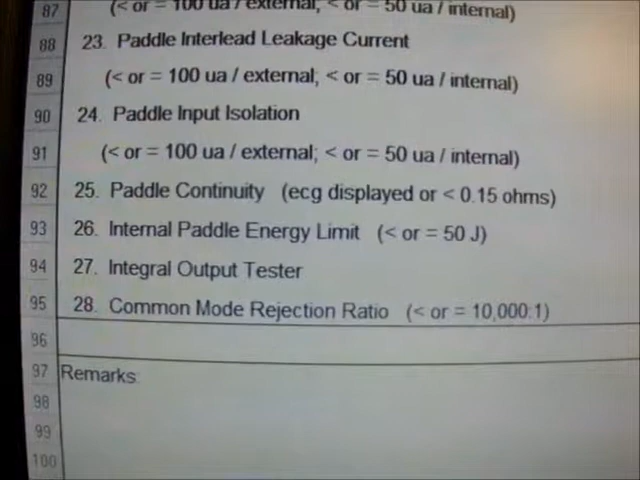 87 (< or = 100 ua / external; < or = 50 ua / internal)
88 23. Paddle Interlead Leakage Current
89 (< or = 100 ua / external; < or = 50 ua / internal)
90 24. Paddle Input Isolation
91 (< or = 100 ua / external; < or = 50 ua / internal)
92 25. Paddle Continuity (ecg displayed or < 0.15 ohms)
93 26. Internal Paddle Energy Limit (< or = 50 J)
94 27. Integral Output Tester
95 28. Common Mode Rejection Ratio (< or = 10,000:1)
96
97 Remarks:
98
99
100